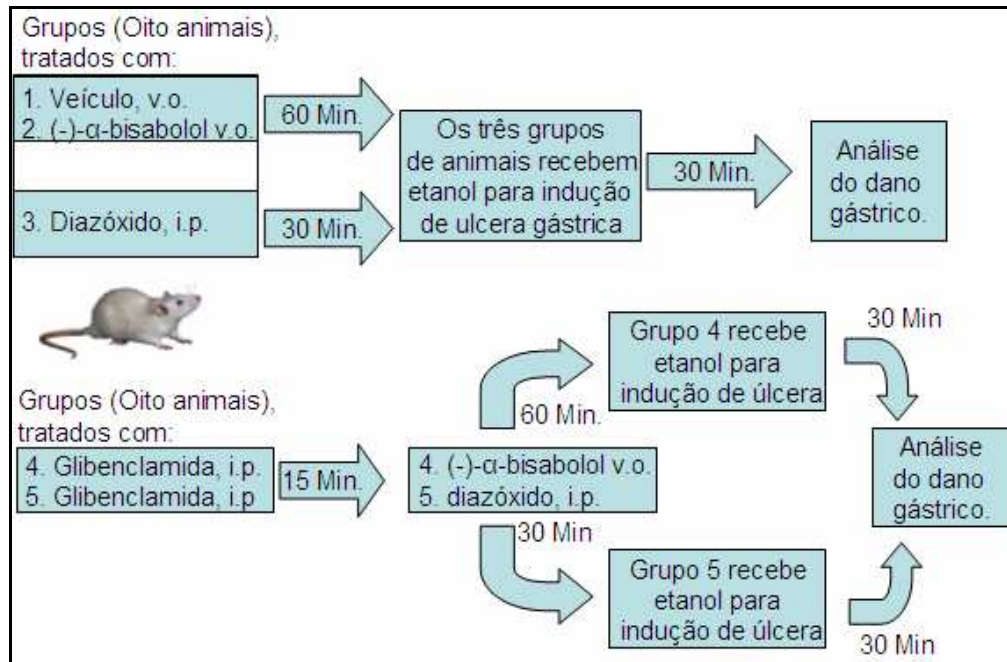 Grupos (Oito animais),
tratados com:
1. Veículo, v.o.
2. (-)-α-bisabolol v.o.
60 Min.
3. Diazóxido, i.p.
30 Min.
Os três grupos
de animais recebem
etanol para indução
de ulcera gástrica
30 Min.
Análise
do dano
gástrico.
Grupos (Oito animais),
tratados com:
4. Glibenclamida, i.p.
5. Glibenclamida, i.p
15 Min.
4. (-)-α-bisabolol v.o.
5. diazóxido, i.p.
60 Min.
Grupo 4 recebe
etanol para
indução de úlcera
30 Min
30 Min
Grupo 5 recebe
etanol para
indução de úlcera
30 Min
Análise
do dano
gástrico.